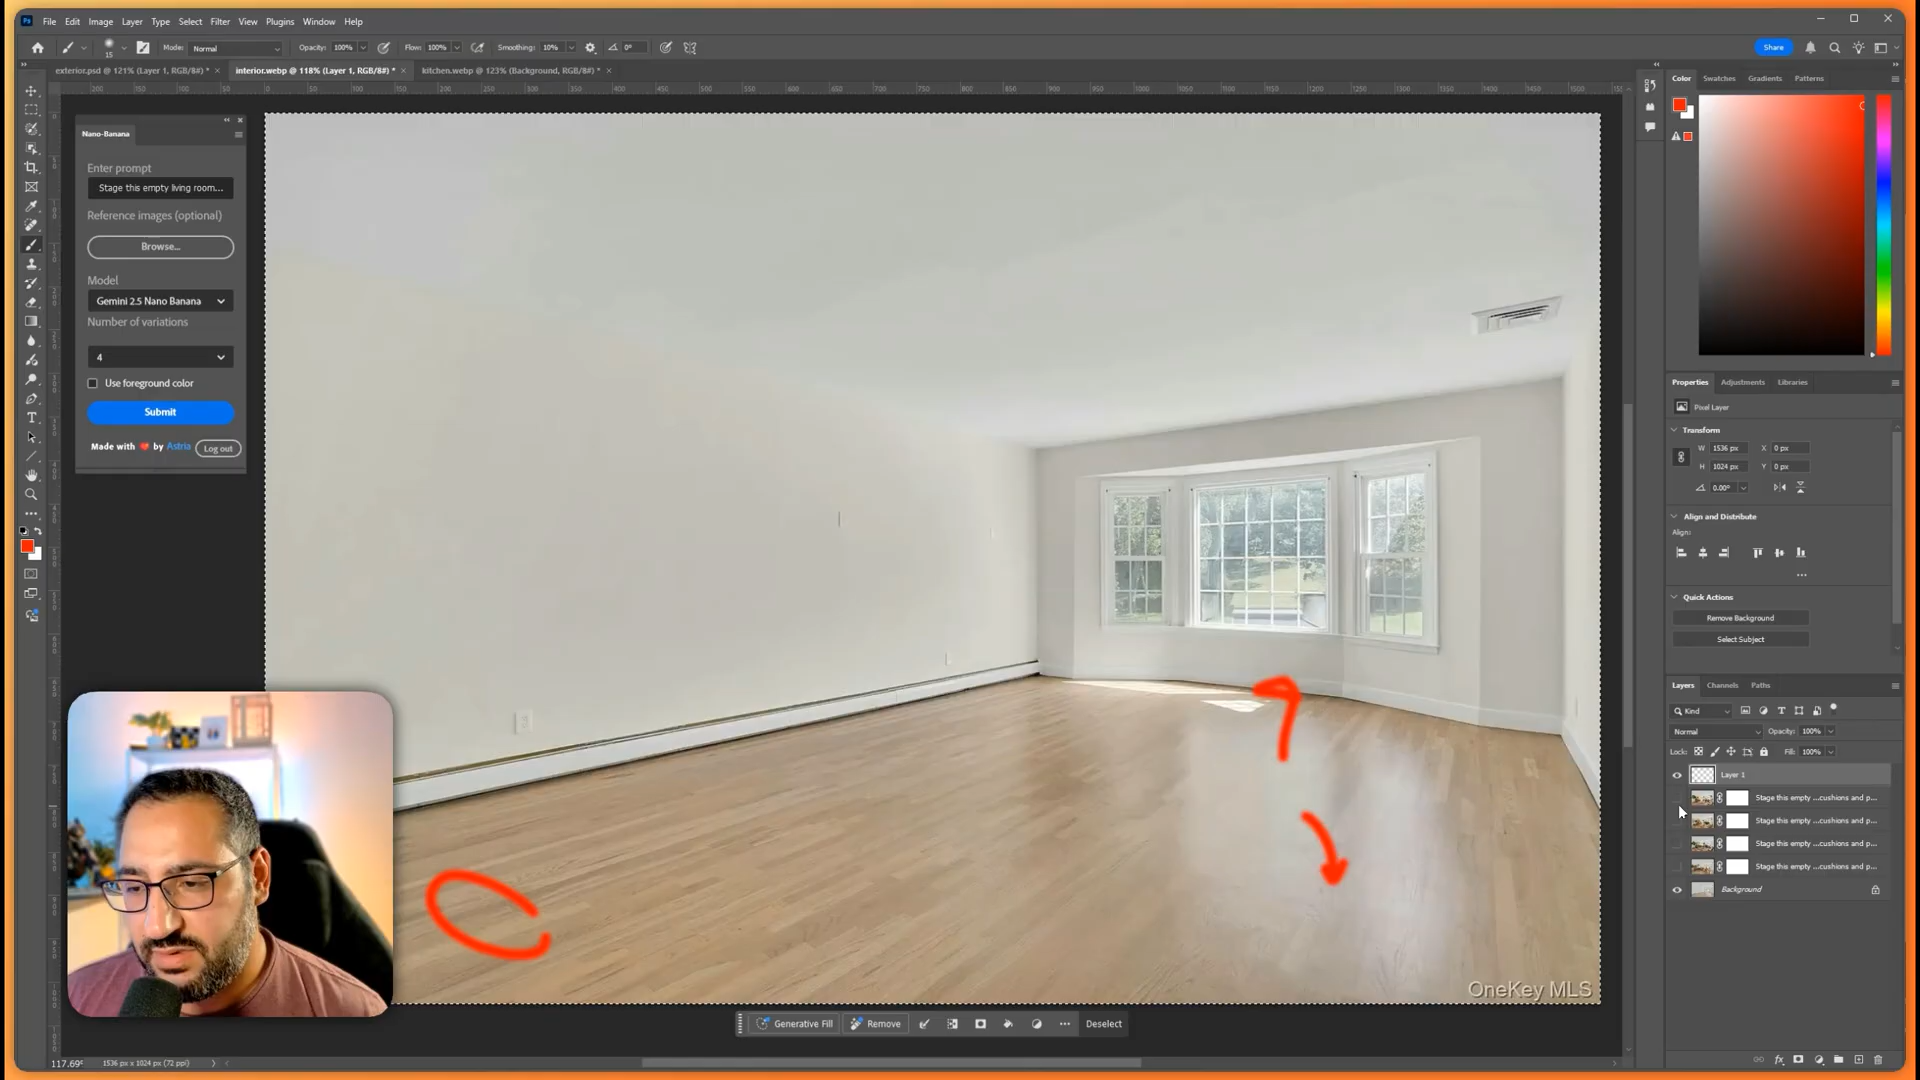 File Edit Image Layer Type Select Filter View Plugins Window Help
15 Mode: Normal Opacity: 100% Flow: 100% Smoothing: 10% 0° Share
exterior.psd @ 121% (Layer 1, RGB/8#) * × interior.webp @ 118% (Layer 1, RGB/8#) * × kitchen.webp @ 123% (Background, RGB/8#) * ×
Nano-Banana
Enter prompt
Stage this empty living room...
Reference images (optional)
Browse...
Model
Gemini 2.5 Nano Banana
Number of variations
4
Use foreground color
Submit
Made with ❤ by Astria Log out
OneKey MLS
Generative Fill Remove Deselect
117.69% 1536 px x 1024 px (72 ppi)
Color Swatches Gradients Patterns
Properties Adjustments Libraries
Pixel Layer
Transform
W 1536 px X 0 px
H 1024 px Y 0 px
0.00°
Align and Distribute
Align:
Quick Actions
Remove Background
Select Subject
Layers Channels Paths
Kind
Normal Opacity: 100%
Lock: Fill: 100%
Layer 1
Stage this empty ...cushions and p...
Stage this empty ...cushions and p...
Stage this empty ...cushions and p...
Stage this empty ...cushions and p...
Background